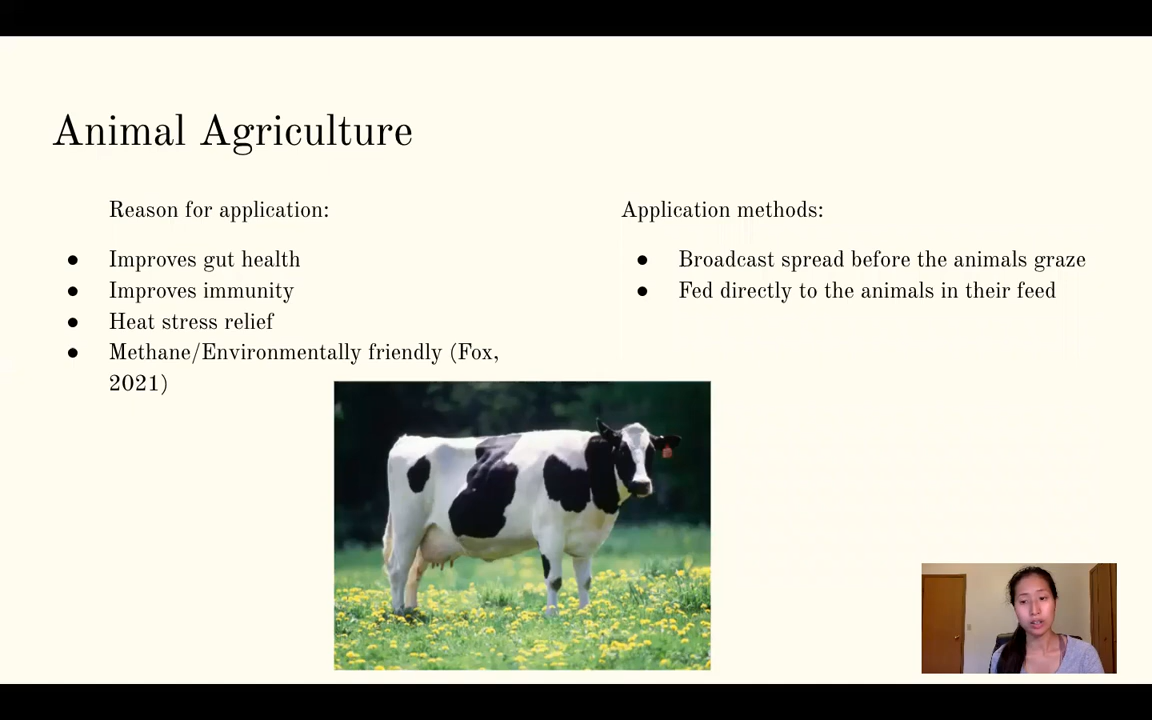 Animal Agriculture
Reason for application:
● Improves gut health
● Improves immunity
● Heat stress relief
● Methane/Environmentally friendly (Fox,
2021)
Application methods:
● Broadcast spread before the animals graze
● Fed directly to the animals in their feed